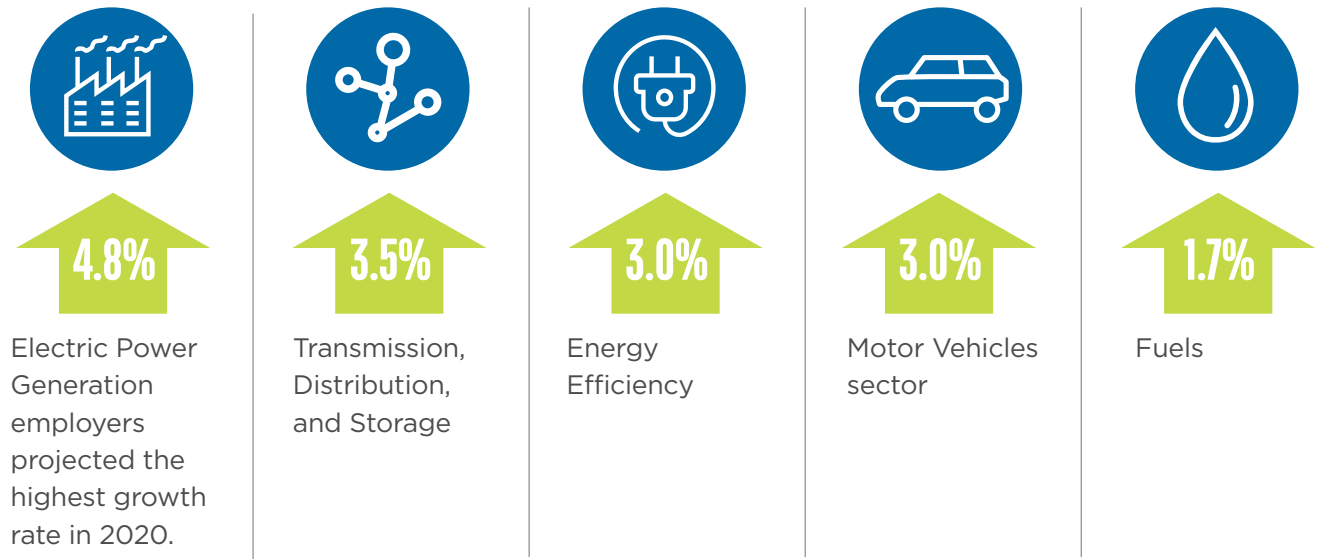 4.8%
Electric Power
Generation
employers
projected the
highest growth
rate in 2020.
3.5%
Transmission,
Distribution,
and Storage
3.0%
Energy
Efficiency
3.0%
Motor Vehicles
sector
1.7%
Fuels